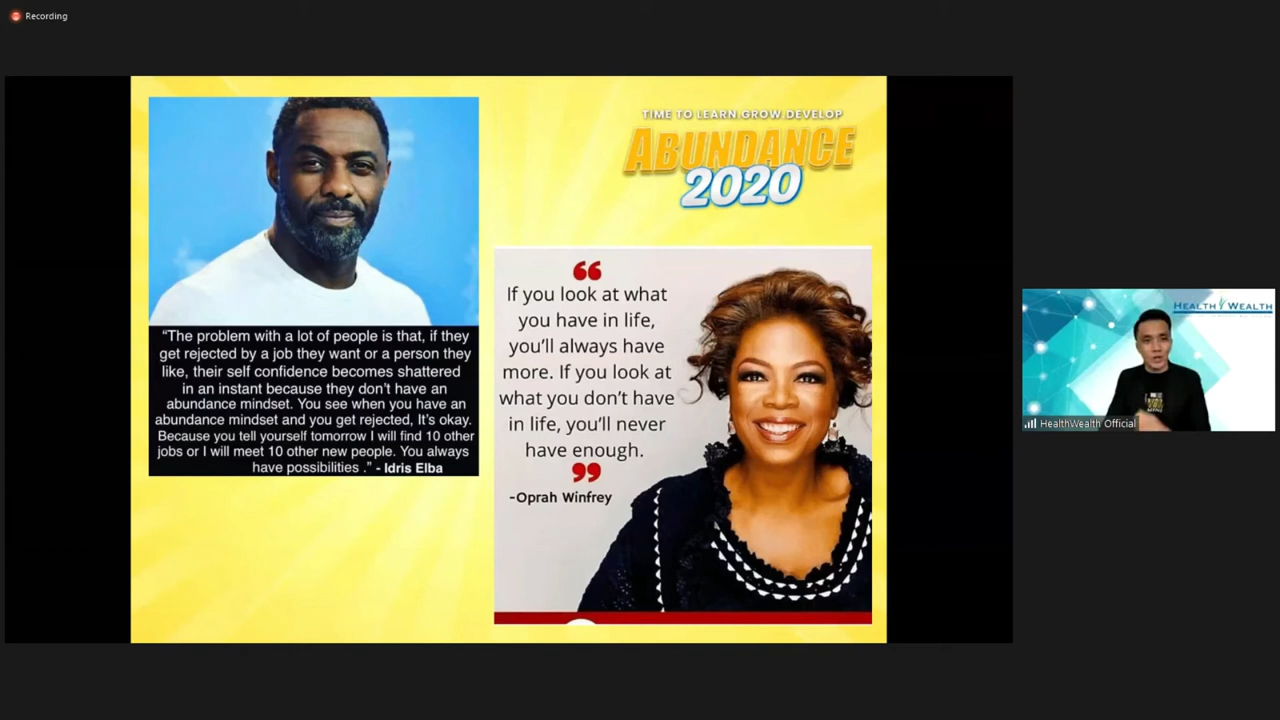 Recording
TIME TO LEARN.GROW.DEVELOP
ABUNDANCE
2020
“The problem with a lot of people is that, if they
get rejected by a job they want or a person they
like, their self confidence becomes shattered
in an instant because they don’t have an
abundance mindset. You see when you have an
abundance mindset and you get rejected, It’s okay.
Because you tell yourself tomorrow I will find 10 other
jobs or I will meet 10 other new people. You always
have possibilities .” - Idris Elba
“
If you look at what
you have in life,
you’ll always have
more. If you look at
what you don’t have
in life, you’ll never
have enough.
”
-Oprah Winfrey
HEALTH WEALTH
HealthWealth Official